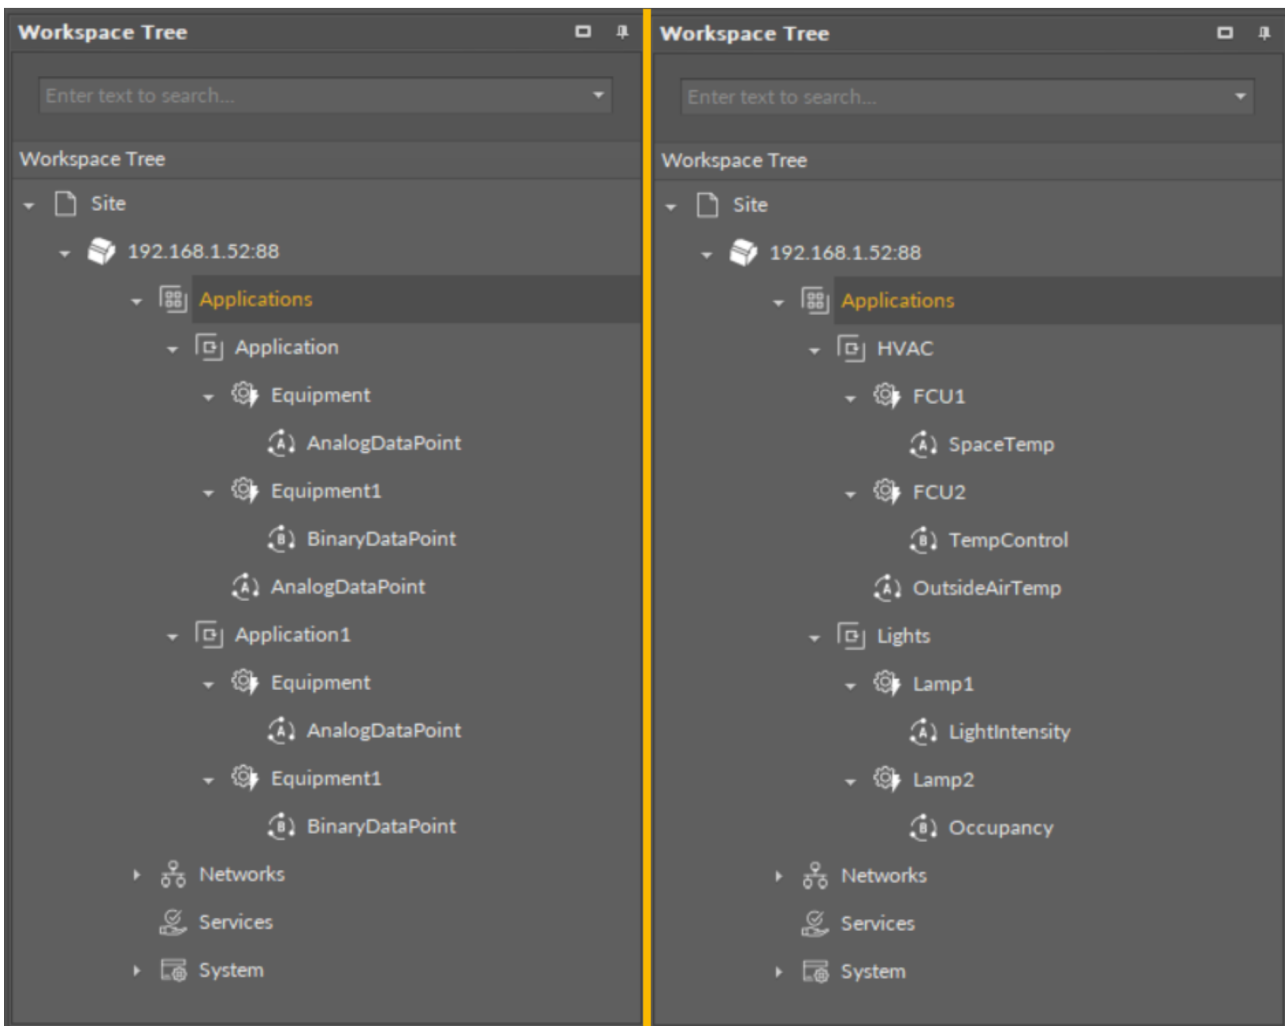 Workspace Tree
Enter text to search...
Workspace Tree
Site
192.168.1.52:88
Applications
Application
Equipment
AnalogDataPoint
Equipment1
BinaryDataPoint
AnalogDataPoint
Application1
Equipment
AnalogDataPoint
Equipment1
BinaryDataPoint
Networks
Services
System
Workspace Tree
Enter text to search...
Workspace Tree
Site
192.168.1.52:88
Applications
HVAC
FCU1
SpaceTemp
FCU2
TempControl
OutsideAirTemp
Lights
Lamp1
LightIntensity
Lamp2
Occupancy
Networks
Services
System